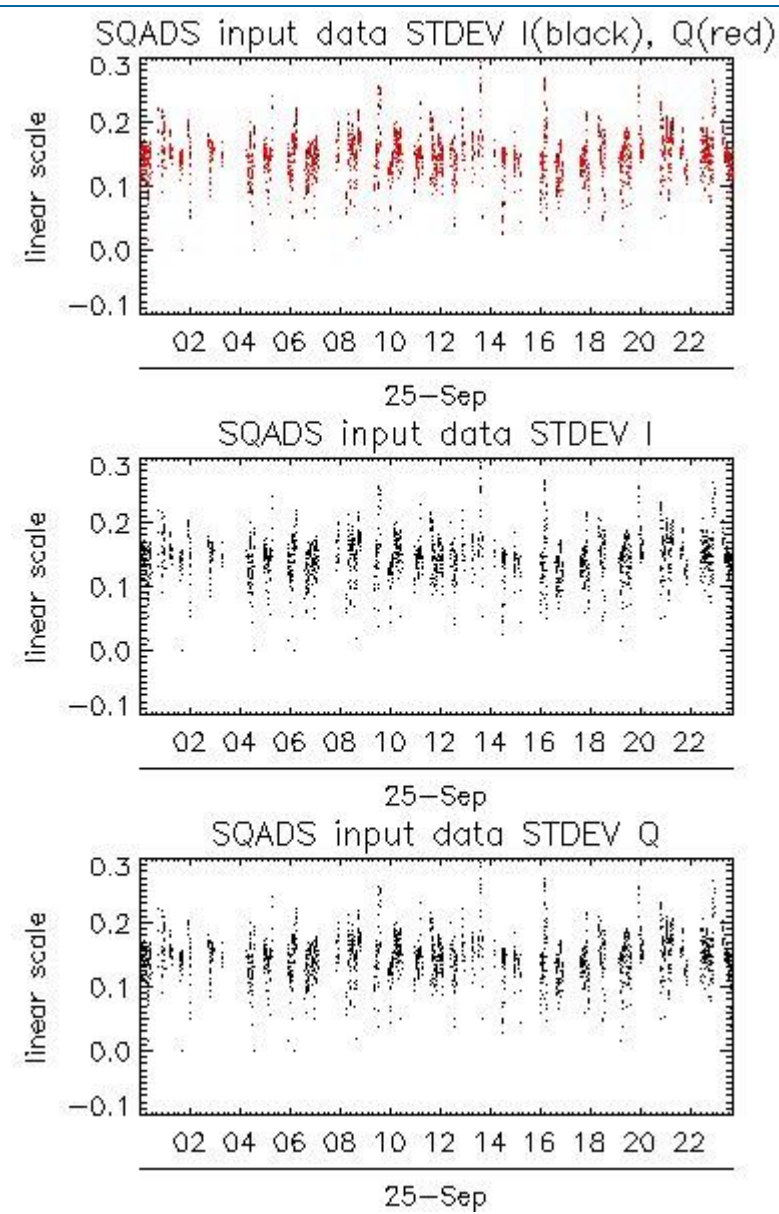 SQADS input data STDEV I(black), Q(red)
0.3
0.2
0.1
0.0
−0.1
linear scale
02 04 06 08 10 12 14 16 18 20 22
25−Sep
SQADS input data STDEV I
0.3
0.2
0.1
0.0
−0.1
linear scale
02 04 06 08 10 12 14 16 18 20 22
25−Sep
SQADS input data STDEV Q
0.3
0.2
0.1
0.0
−0.1
linear scale
02 04 06 08 10 12 14 16 18 20 22
25−Sep